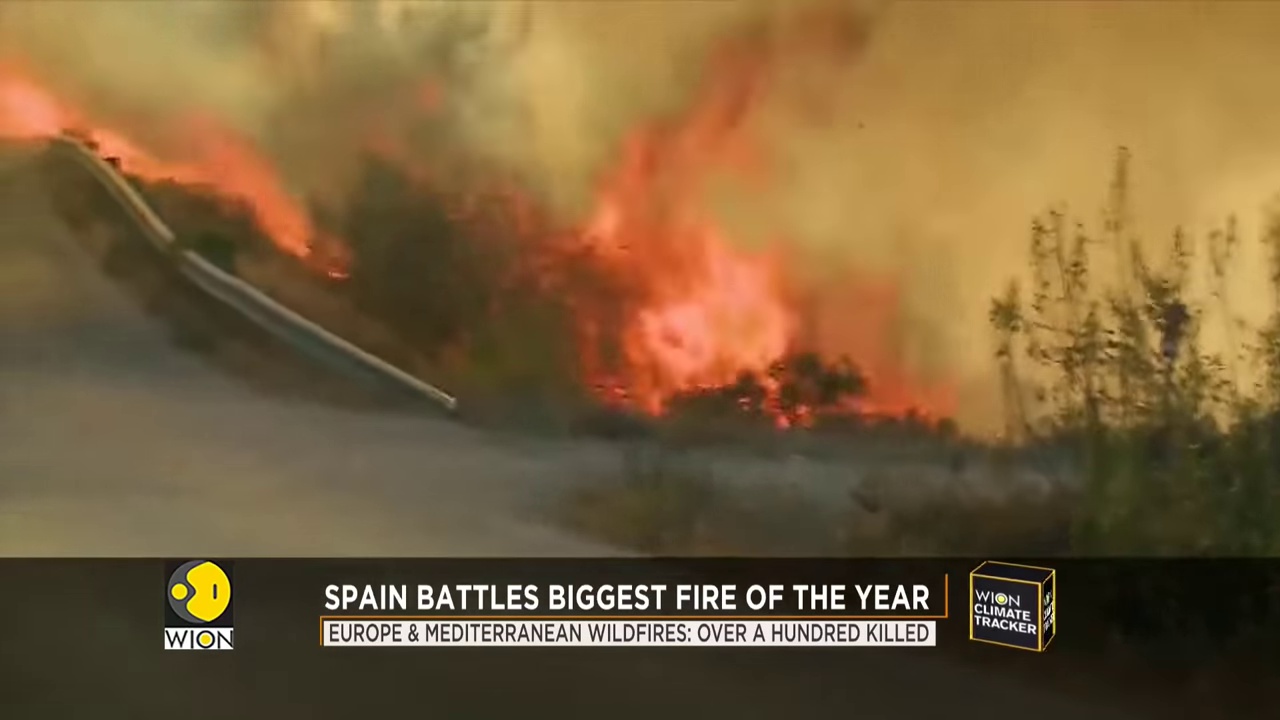 SPAIN BATTLES BIGGEST FIRE OF THE YEAR
EUROPE & MEDITERRANEAN WILDFIRES: OVER A HUNDRED KILLED
WION
WION
CLIMATE
TRACKER